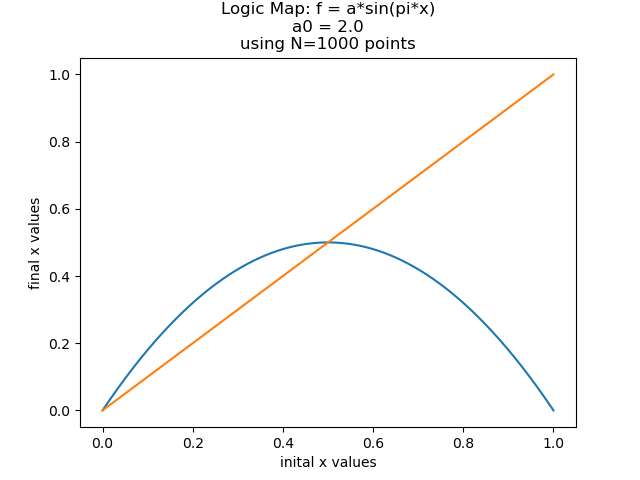 Logic Map: f = a*sin(pi*x)
a0 = 2.0
using N=1000 points
1.0
0.8
0.6
0.4
0.2
0.0
final x values
0.0 0.2 0.4 0.6 0.8 1.0
inital x values